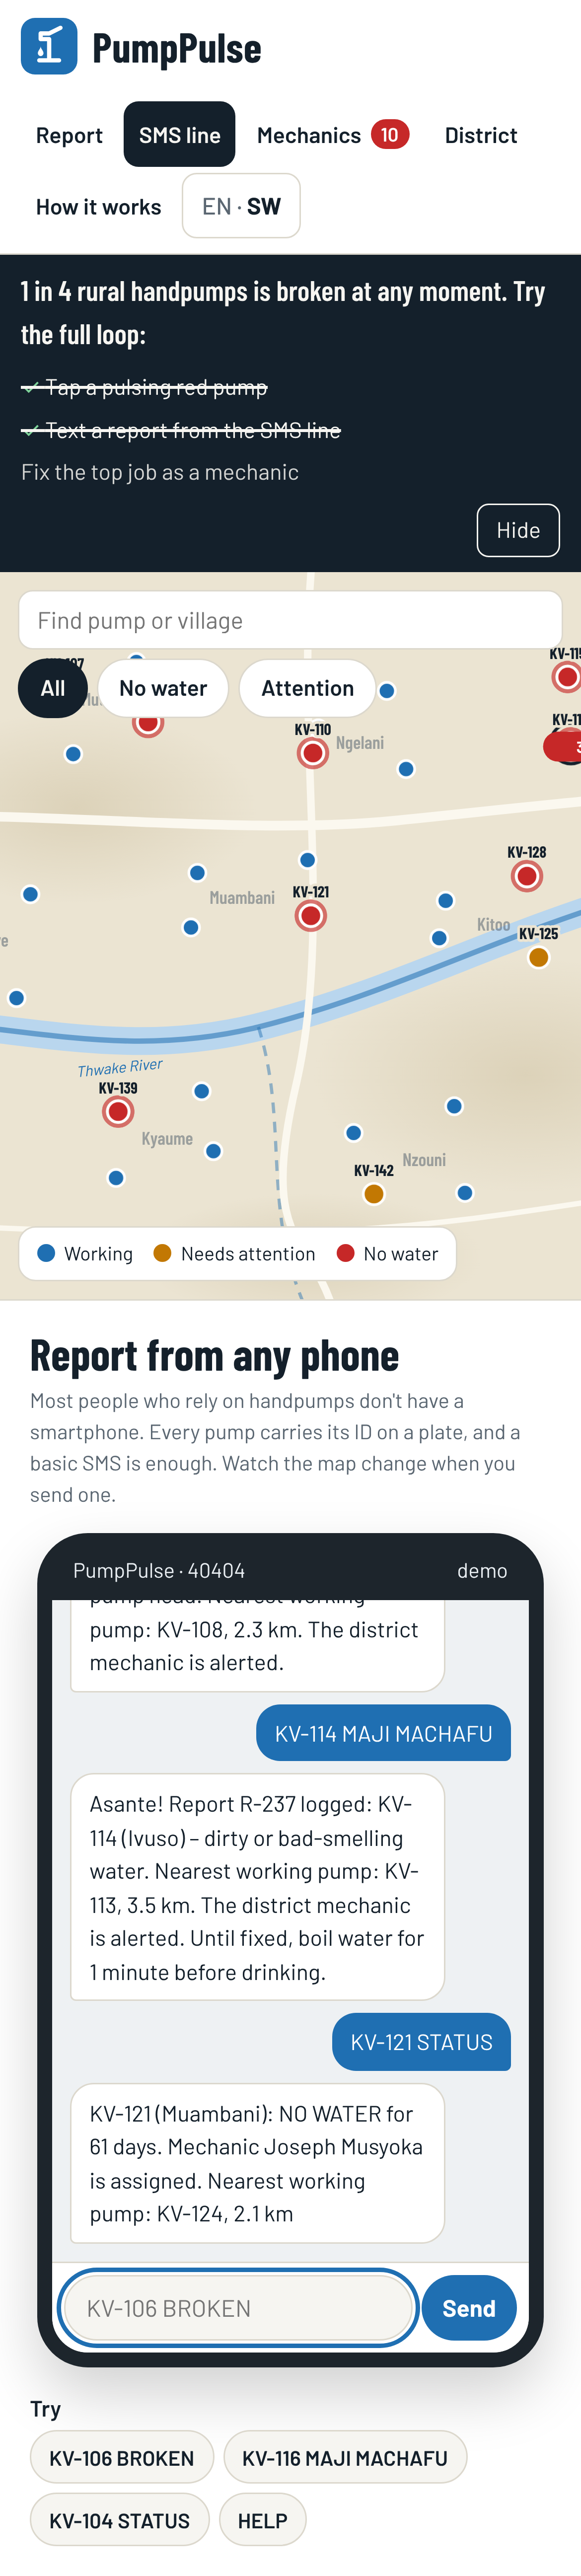 PumpPulse
Report
SMS line
Mechanics 10
District
How it works
EN · SW
1 in 4 rural handpumps is broken at any moment. Try
the full loop:
✓ Tap a pulsing red pump
✓ Text a report from the SMS line
Fix the top job as a mechanic
Hide
Find pump or village
All
No water
Attention
KV-110
Ngelani
KV-128
Muambani
KV-121
Kitoo
KV-125
Thwake River
KV-139
Kyaume
Nzouni
KV-142
Working
Needs attention
No water
Report from any phone
Most people who rely on handpumps don't have a
smartphone. Every pump carries its ID on a plate, and a
basic SMS is enough. Watch the map change when you
send one.
PumpPulse · 40404
demo
pump: KV-108, 2.3 km. The district
mechanic is alerted.
KV-114 MAJI MACHAFU
Asante! Report R-237 logged: KV-
114 (Ivuso) – dirty or bad-smelling
water. Nearest working pump: KV-
113, 3.5 km. The district mechanic
is alerted. Until fixed, boil water for
1 minute before drinking.
KV-121 STATUS
KV-121 (Muambani): NO WATER for
61 days. Mechanic Joseph Musyoka
is assigned. Nearest working
pump: KV-124, 2.1 km
KV-106 BROKEN
Send
Try
KV-106 BROKEN
KV-116 MAJI MACHAFU
KV-104 STATUS
HELP